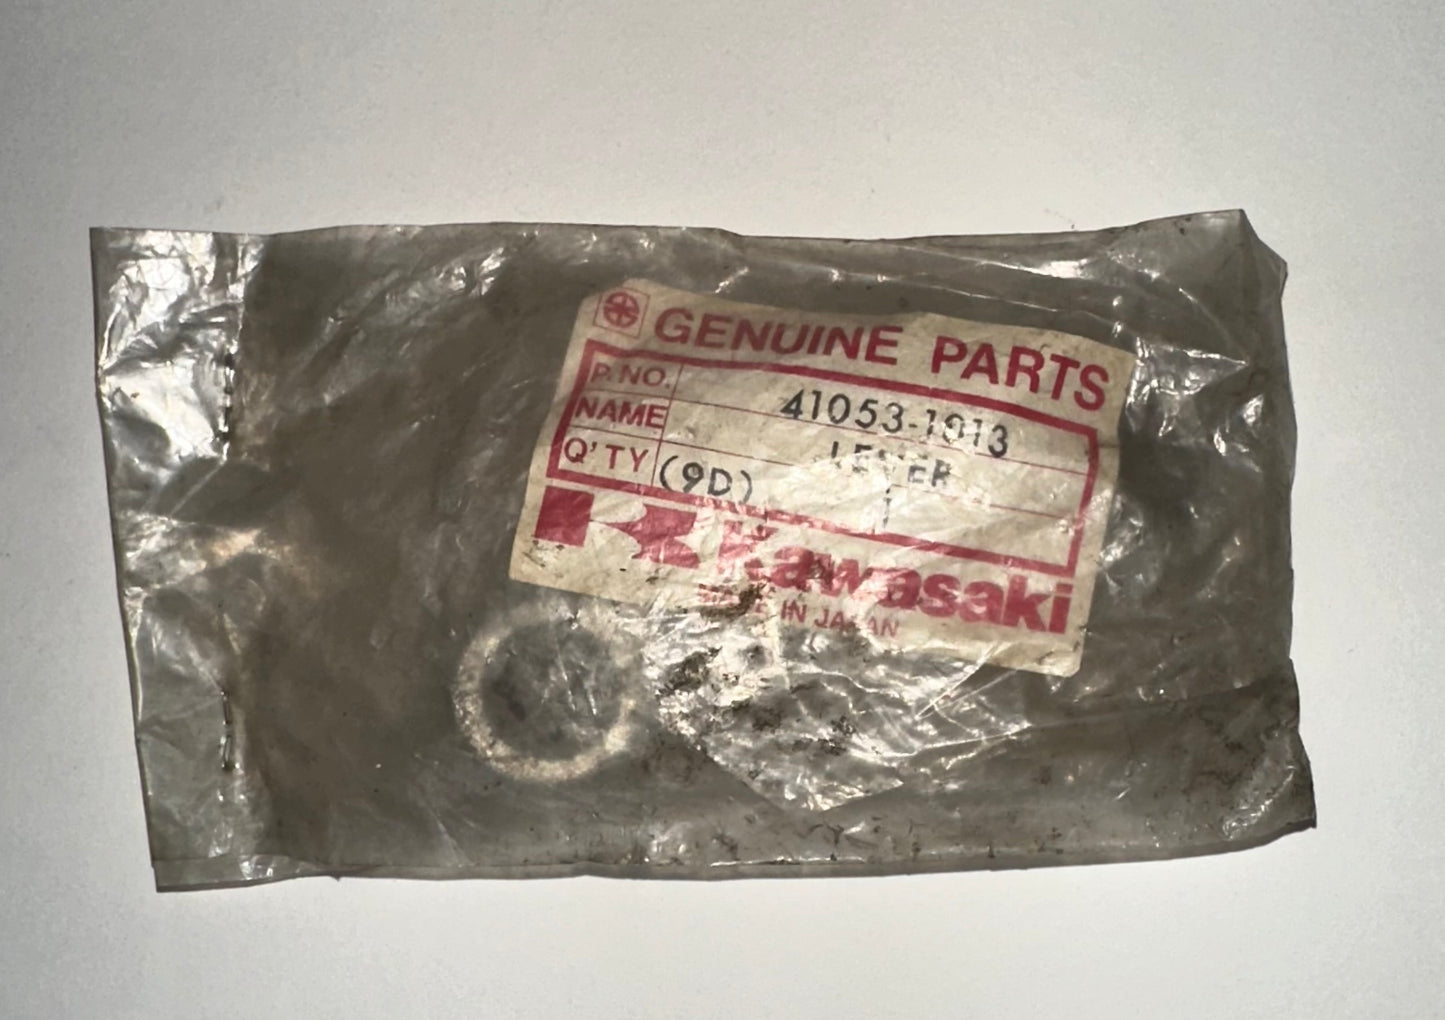 GENUINE PARTS
P.NO. 41053-1013
NAME LEVER
Q'TY (9D) 1
Kawasaki
MADE IN JAPAN